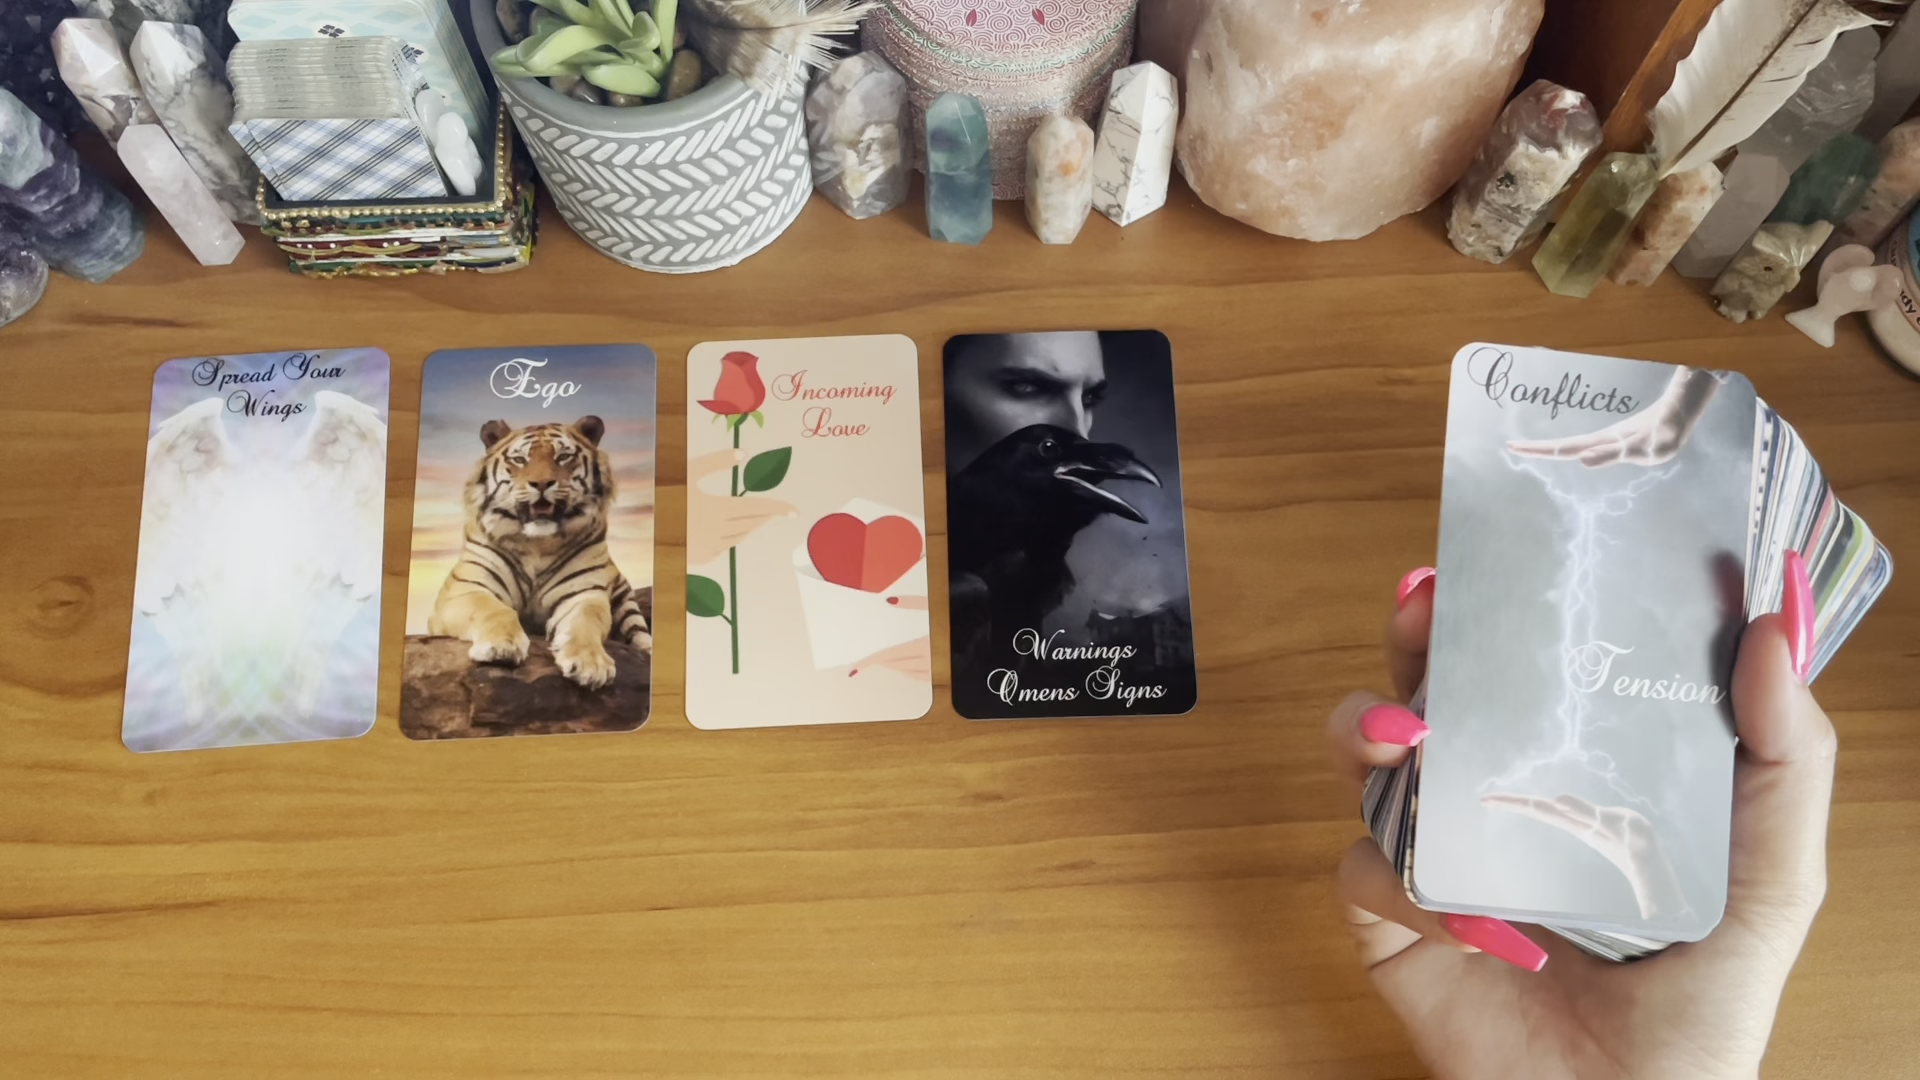 Spread Your
Wings
Ego
Incoming
Love
Warnings
Omens Signs
Conflicts
Tension